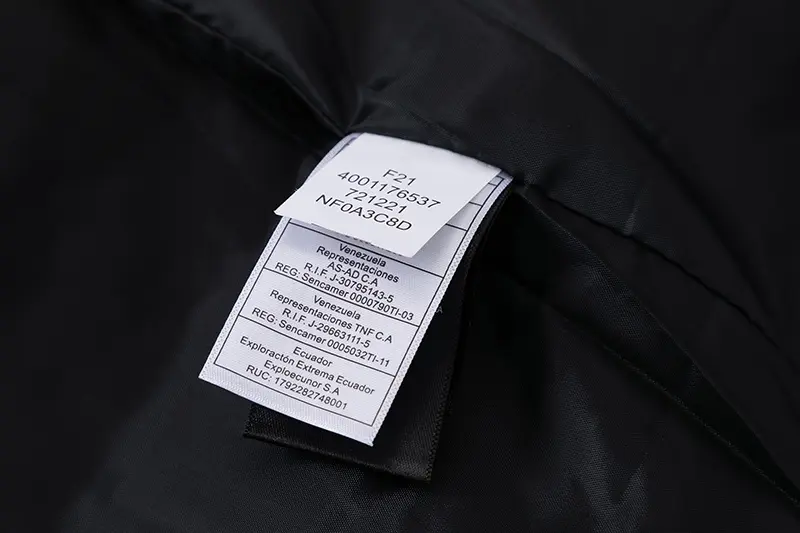 F21
4001176537
721221
NF0A3C8D
Venezuela
Representaciones
AS-AD C.A
R.I.F. J-30795143-5
REG: Sencamer 0000790TI-03
Venezuela
Representaciones TNF C.A
R.I.F. J-29663111-5
REG: Sencamer 0005032TI-11
Ecuador
Exploración Extrema Ecuador
Exploecunor S.A
RUC: 1792282748001